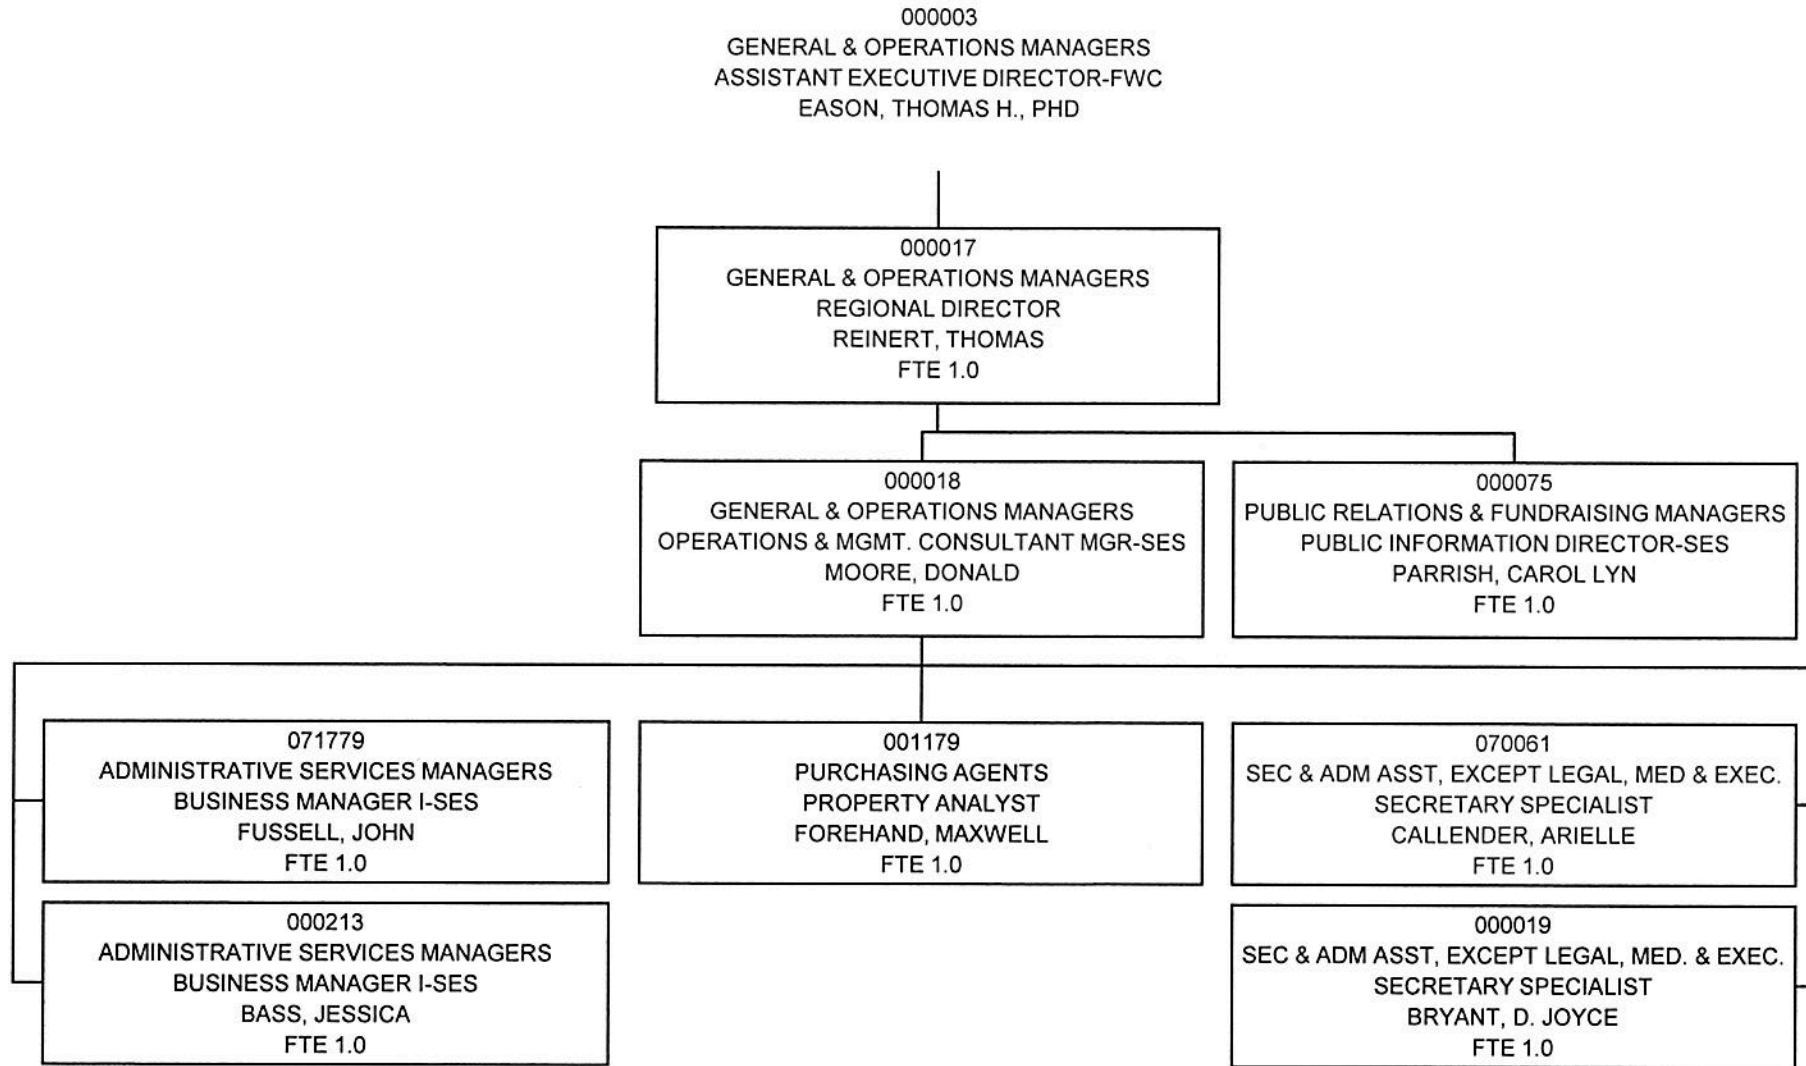 000003
GENERAL & OPERATIONS MANAGERS
ASSISTANT EXECUTIVE DIRECTOR-FWC
EASON, THOMAS H., PHD
000017
GENERAL & OPERATIONS MANAGERS
REGIONAL DIRECTOR
REINERT, THOMAS
FTE 1.0
000018
GENERAL & OPERATIONS MANAGERS
OPERATIONS & MGMT. CONSULTANT MGR-SES
MOORE, DONALD
FTE 1.0
000075
PUBLIC RELATIONS & FUNDRAISING MANAGERS
PUBLIC INFORMATION DIRECTOR-SES
PARRISH, CAROL LYN
FTE 1.0
071779
ADMINISTRATIVE SERVICES MANAGERS
BUSINESS MANAGER I-SES
FUSSELL, JOHN
FTE 1.0
001179
PURCHASING AGENTS
PROPERTY ANALYST
FOREHAND, MAXWELL
FTE 1.0
070061
SEC & ADM ASST, EXCEPT LEGAL, MED & EXEC.
SECRETARY SPECIALIST
CALLENDER, ARIELLE
FTE 1.0
000213
ADMINISTRATIVE SERVICES MANAGERS
BUSINESS MANAGER I-SES
BASS, JESSICA
FTE 1.0
000019
SEC & ADM ASST, EXCEPT LEGAL, MED. & EXEC.
SECRETARY SPECIALIST
BRYANT, D. JOYCE
FTE 1.0